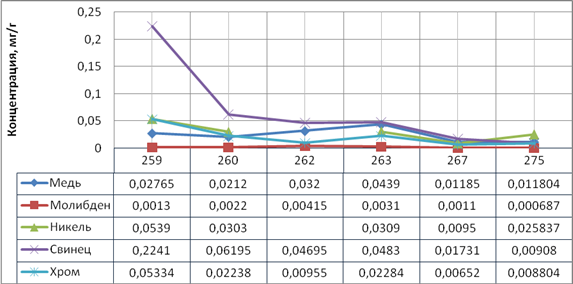 Концентрация, мг/г
0,25
0,2
0,15
0,1
0,05
0
259 260 262 263 267 275
Медь 0,02765 0,0212 0,032 0,0439 0,01185 0,011804
Молибден 0,0013 0,0022 0,00415 0,0031 0,0011 0,000687
Никель 0,0539 0,0303 0,0309 0,0095 0,025837
Свинец 0,2241 0,06195 0,04695 0,0483 0,01731 0,00908
Хром 0,05334 0,02238 0,00955 0,02284 0,00652 0,008804